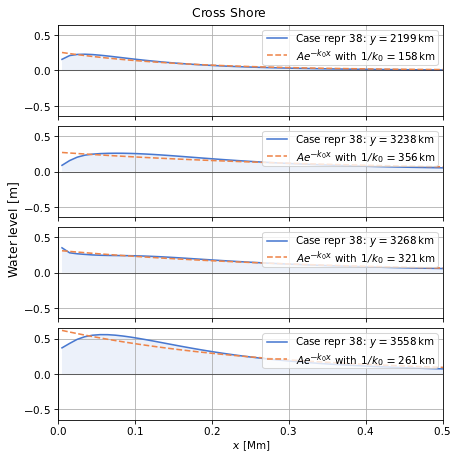 Cross Shore
0.5
0.0
−0.5
Case repr 38: y = 2199 km
Ae^{−k₀x} with 1/k₀ = 158 km
0.5
0.0
−0.5
Case repr 38: y = 3238 km
Ae^{−k₀x} with 1/k₀ = 356 km
0.5
0.0
−0.5
Case repr 38: y = 3268 km
Ae^{−k₀x} with 1/k₀ = 321 km
0.5
0.0
−0.5
Case repr 38: y = 3558 km
Ae^{−k₀x} with 1/k₀ = 261 km
Water level [m]
0.0 0.1 0.2 0.3 0.4 0.5
x [Mm]